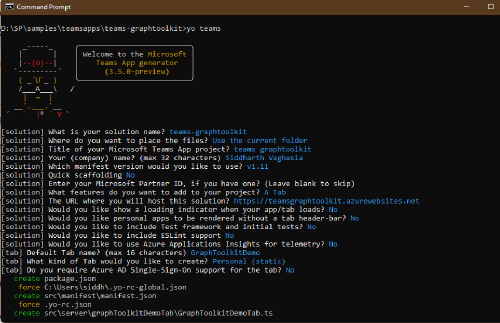 Command Prompt
D:\SP\samples\teamsapps\teams-graphtoolkit>yo teams
Welcome to the Microsoft
Teams App generator
(3.5.0-preview)
[solution] What is your solution name? teams-graphtoolkit
[solution] Where do you want to place the files? Use the current folder
[solution] Title of your Microsoft Teams App project? teams graphtoolkit
[solution] Your (company) name? (max 32 characters) Siddharth Vaghasia
[solution] Which manifest version would you like to use? v1.11
[solution] Quick scaffolding No
[solution] Enter your Microsoft Partner ID, if you have one? (Leave blank to skip)
[solution] What features do you want to add to your project? A Tab
[solution] The URL where you will host this solution? https://teamsgraphtoolkit.azurewebsites.net
[solution] Would you like show a loading indicator when your app/tab loads? No
[solution] Would you like personal apps to be rendered without a tab header-bar? No
[solution] Would you like to include Test framework and initial tests? No
[solution] Would you like to include ESLint support No
[solution] Would you like to use Azure Applications Insights for telemetry? No
[tab] Default Tab name? (max 16 characters) GraphToolkitDemo
[tab] What kind of Tab would you like to create? Personal (static)
[tab] Do you require Azure AD Single-Sign-On support for the tab? No
create package.json
force C:\Users\siddh\.yo-rc-global.json
create src\manifest\manifest.json
force .yo-rc.json
create src\server\graphToolkitDemoTab\GraphToolkitDemoTab.ts